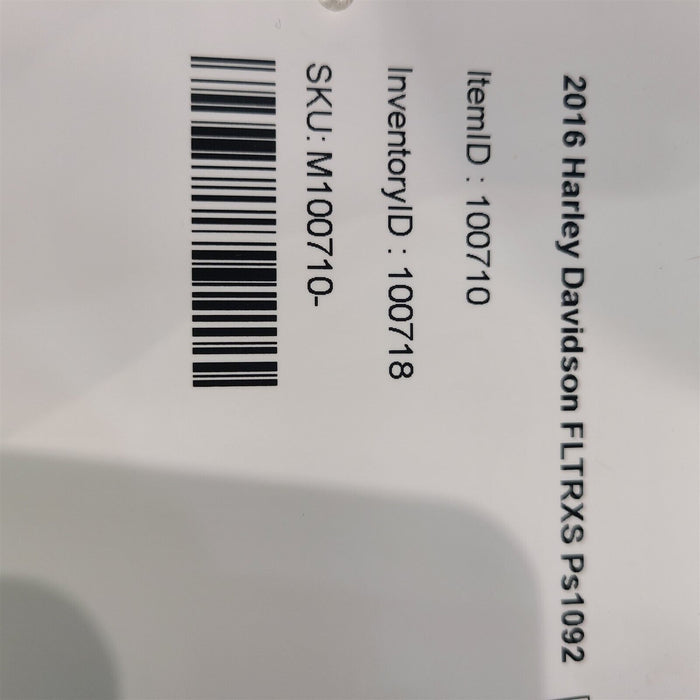 2016 Harley Davidson FLTRXS Ps1092
ItemID : 100710
InventoryID : 100718
SKU: M100710-